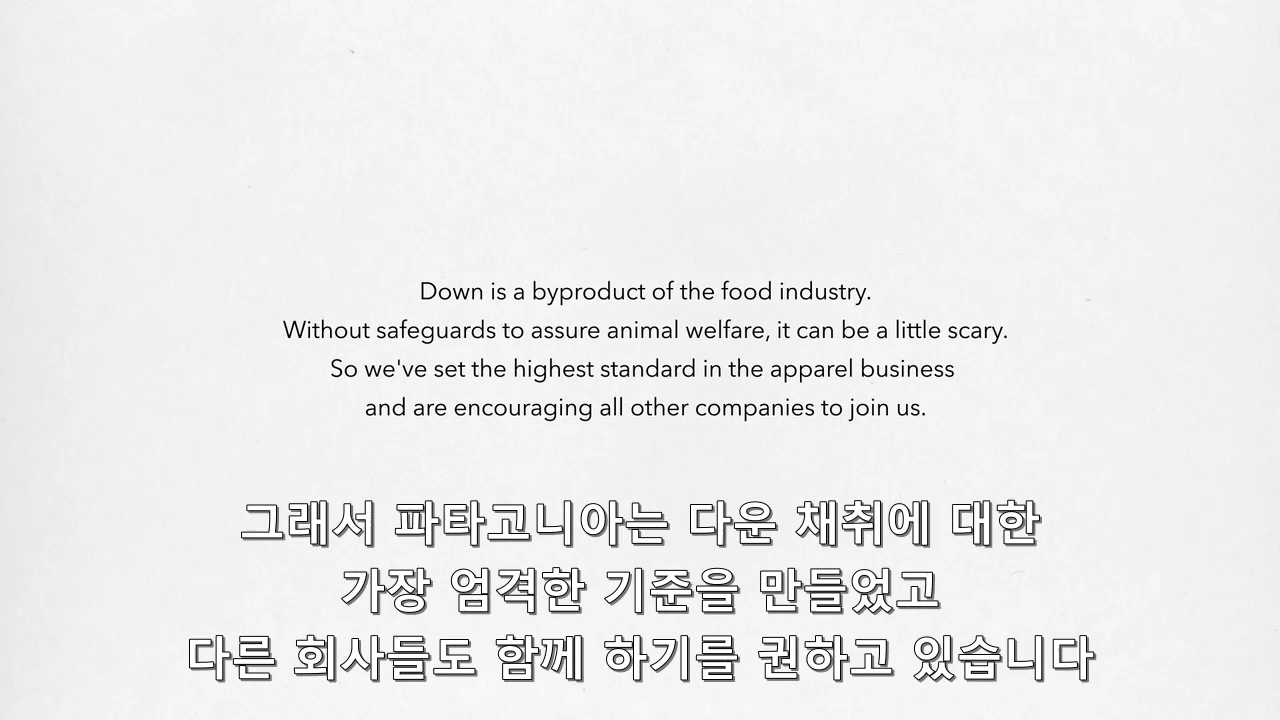 Down is a byproduct of the food industry.
Without safeguards to assure animal welfare, it can be a little scary.
So we've set the highest standard in the apparel business
and are encouraging all other companies to join us.
그래서 파타고니아는 다운 채취에 대한
가장 엄격한 기준을 만들었고
다른 회사들도 함께 하기를 권하고 있습니다